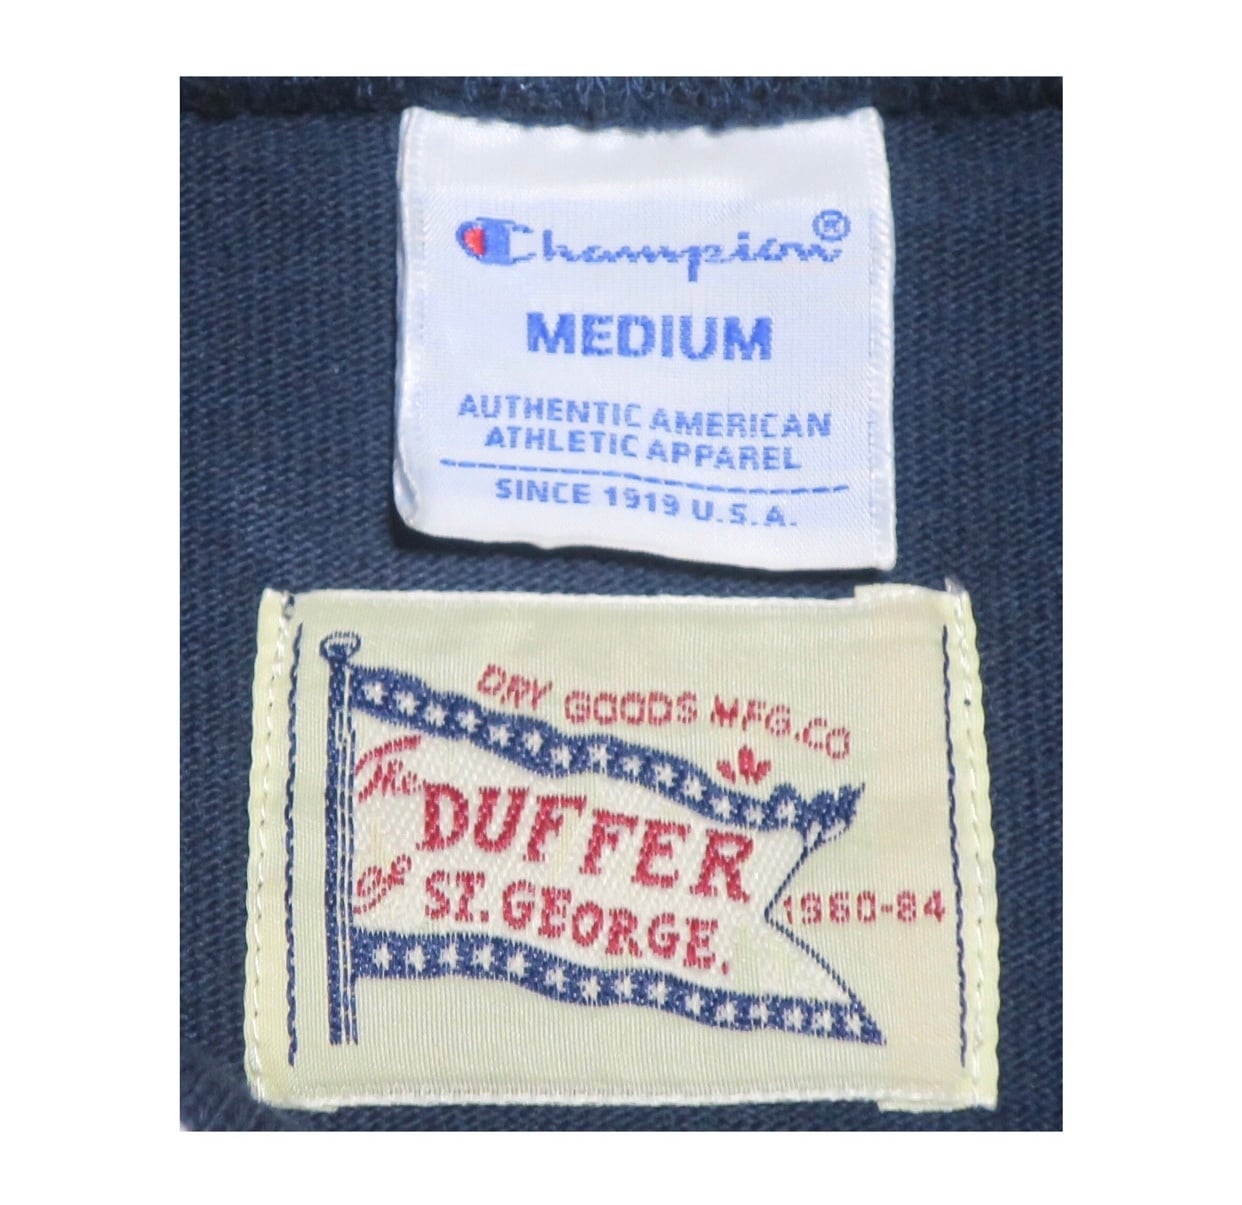 Champion®
MEDIUM
AUTHENTIC AMERICAN
ATHLETIC APPAREL
SINCE 1919 U.S.A.
DRY GOODS MFG.CO
The DUFFER
of ST. GEORGE.
1960-84